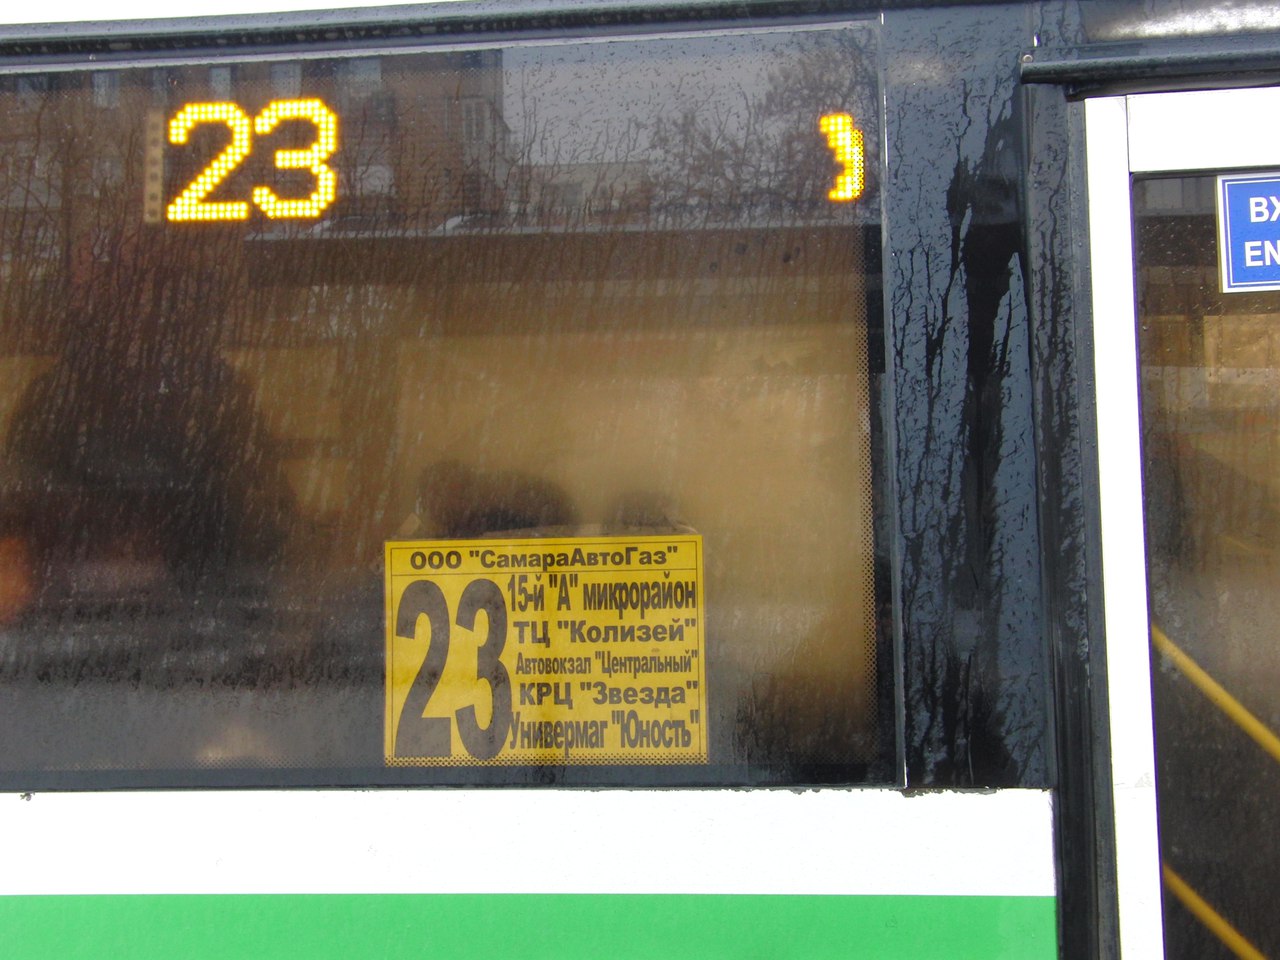 23
ООО "СамараАвтоГаз"
23
15-й "А" микрорайон
ТЦ "Колизей"
Автовокзал "Центральный"
КРЦ "Звезда"
Универмаг "Юность"